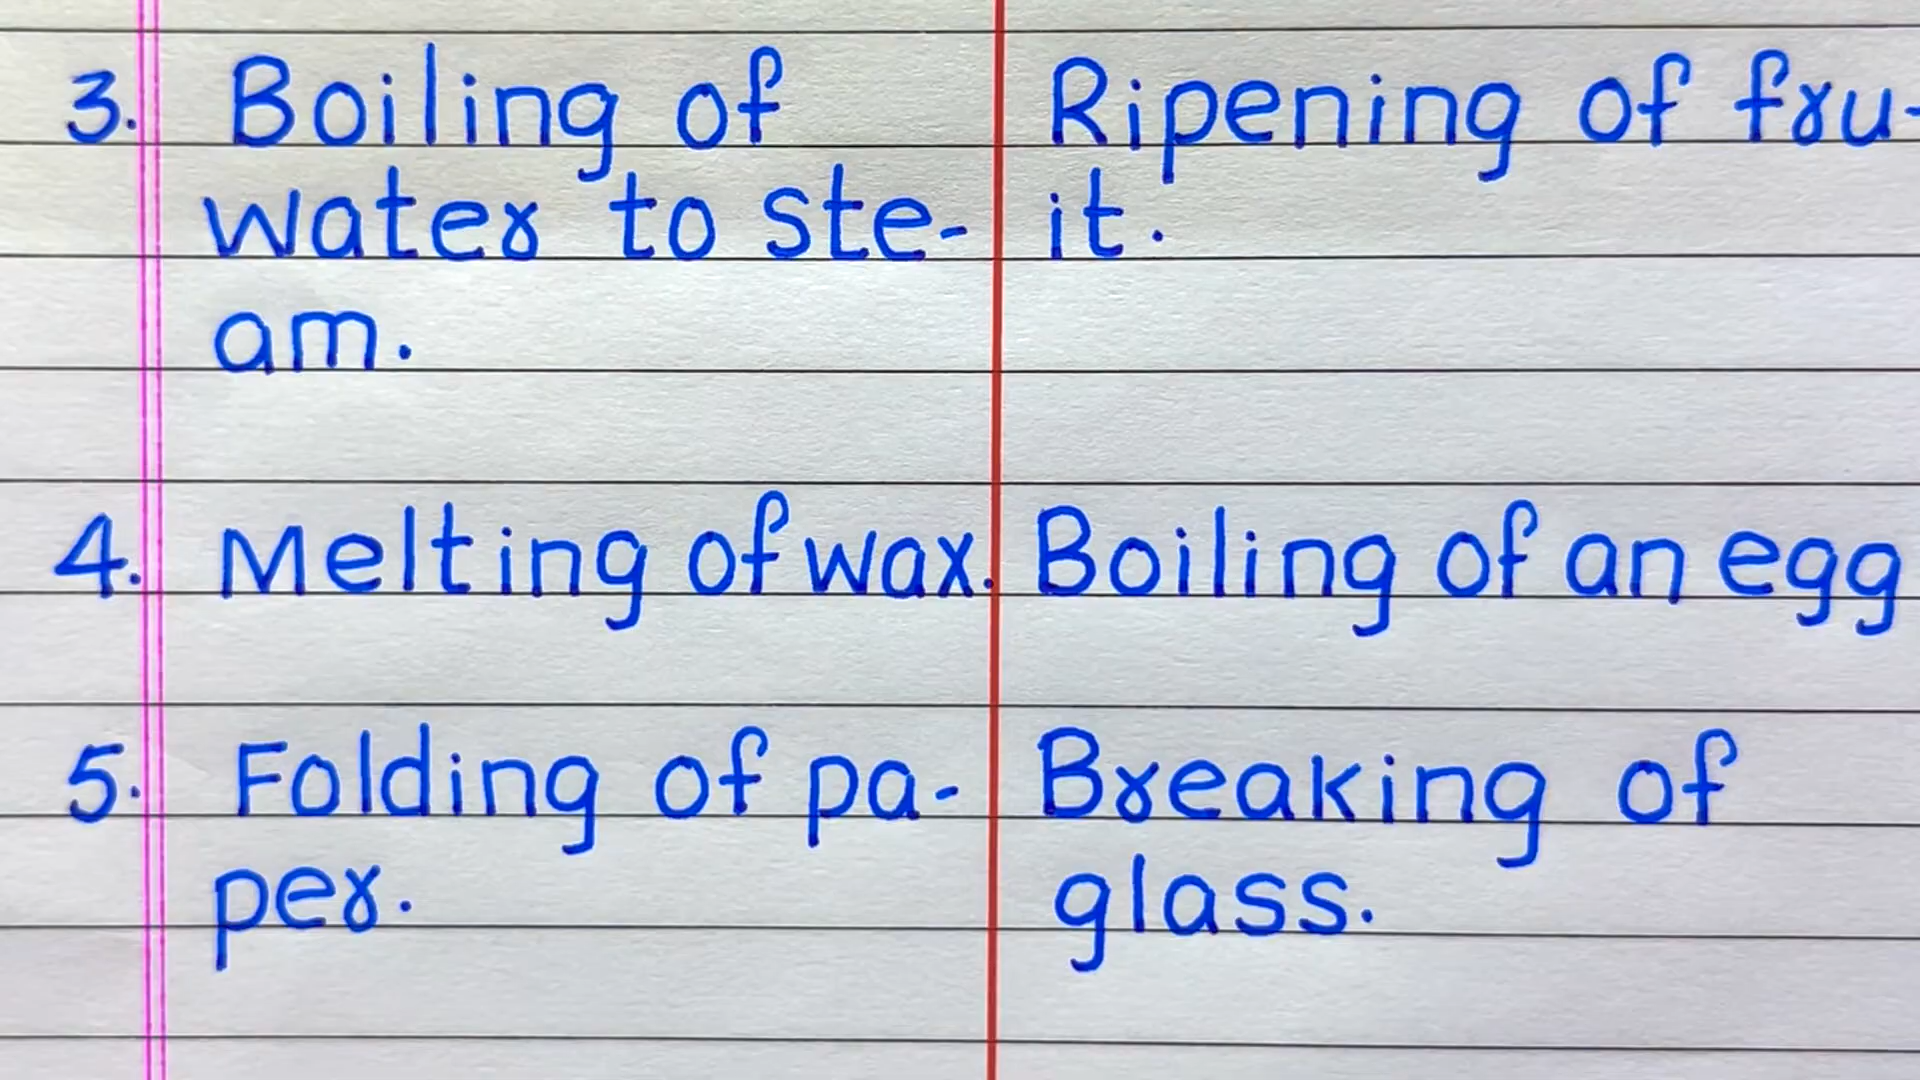 3. Boiling of
water to ste-
am.
Ripening of fru-
it.
4. Melting of wax.
Boiling of an egg
5. Folding of pa-
per.
Breaking of
glass.